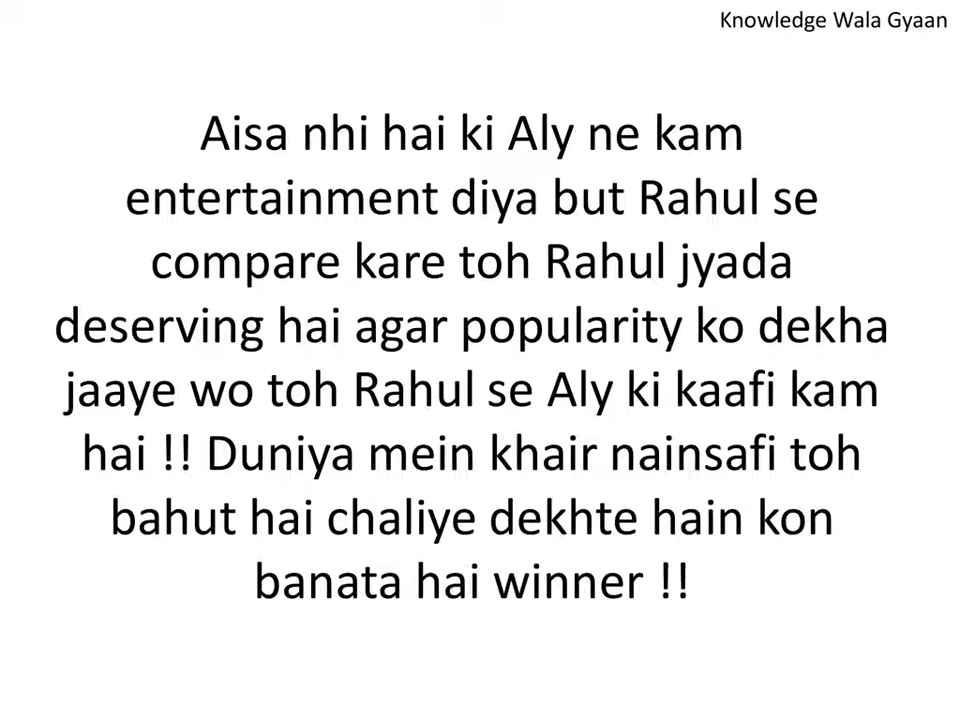 Knowledge Wala Gyaan
Aisa nhi hai ki Aly ne kam
entertainment diya but Rahul se
compare kare toh Rahul jyada
deserving hai agar popularity ko dekha
jaaye wo toh Rahul se Aly ki kaafi kam
hai !! Duniya mein khair nainsafi toh
bahut hai chaliye dekhte hain kon
banata hai winner !!